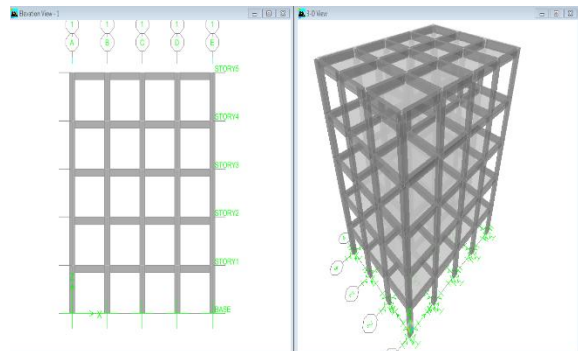 Elevation View - 1
1 1 1 1 1
A B C D E
STORY5
STORY4
STORY3
STORY2
STORY1
BASE
X
3-D View